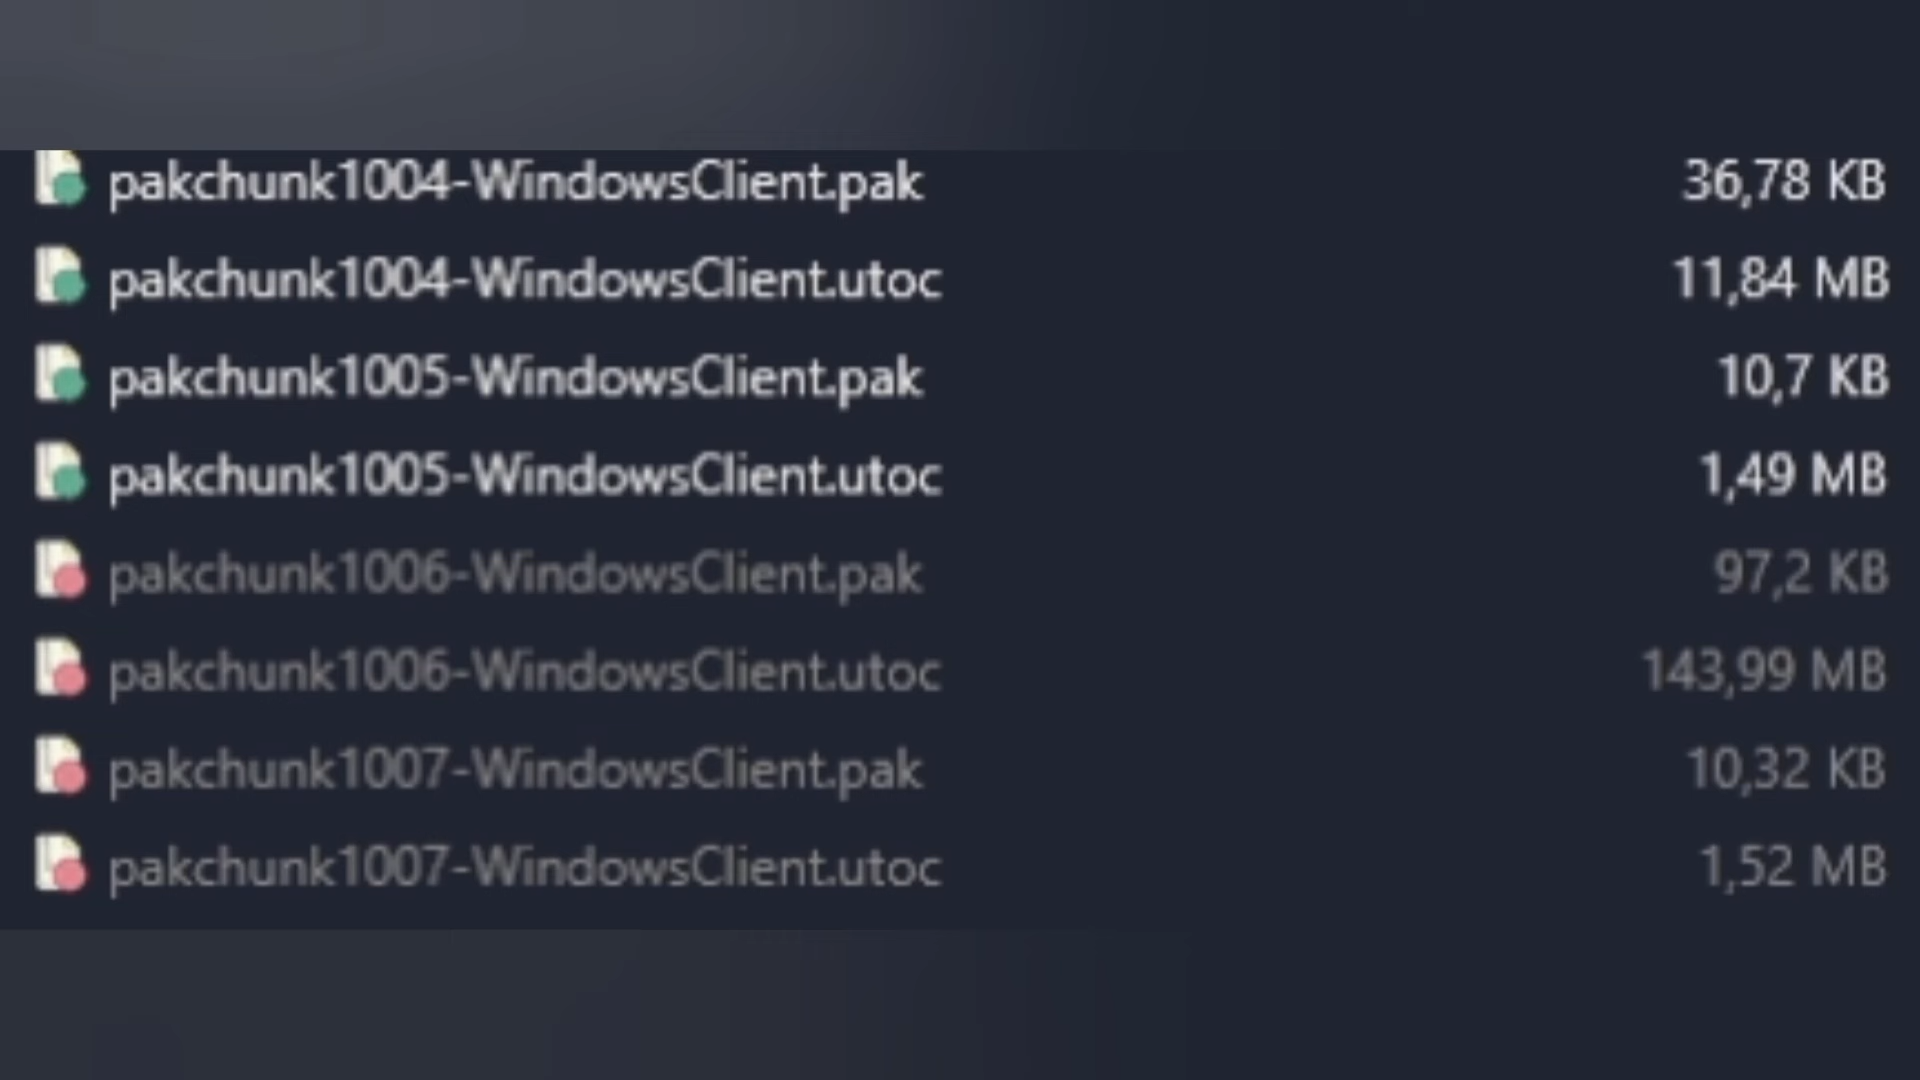 pakchunk1004-WindowsClient.pak 36,78 KB
pakchunk1004-WindowsClient.utoc 11,84 MB
pakchunk1005-WindowsClient.pak 10,7 KB
pakchunk1005-WindowsClient.utoc 1,49 MB
pakchunk1006-WindowsClient.pak 97,2 KB
pakchunk1006-WindowsClient.utoc 143,99 MB
pakchunk1007-WindowsClient.pak 10,32 KB
pakchunk1007-WindowsClient.utoc 1,52 MB